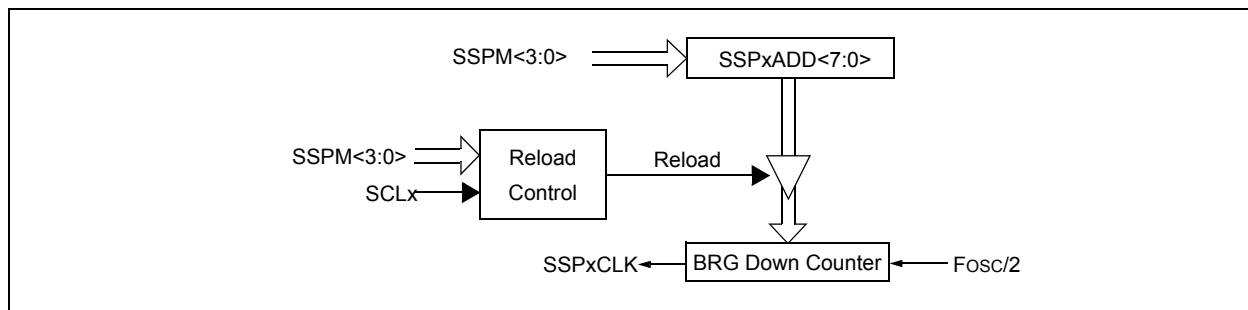 SSPM<3:0>
SSPxADD<7:0>
SSPM<3:0>
SCLx
Reload
Control
Reload
SSPxCLK
BRG Down Counter
FOSC/2